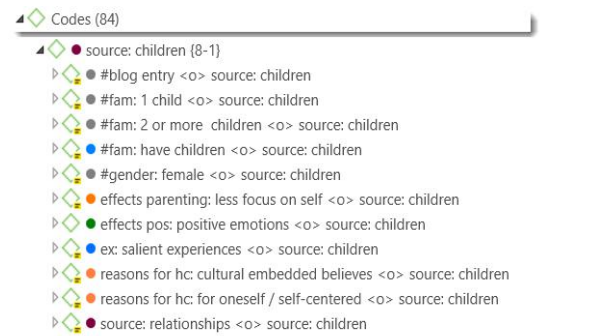 Codes (84)
source: children {8-1}
#blog entry <o> source: children
#fam: 1 child <o> source: children
#fam: 2 or more  children <o> source: children
#fam: have children <o> source: children
#gender: female <o> source: children
effects parenting: less focus on self <o> source: children
effects pos: positive emotions <o> source: children
ex: salient experiences <o> source: children
reasons for hc: cultural embedded believes <o> source: children
reasons for hc: for oneself / self-centered <o> source: children
source: relationships <o> source: children